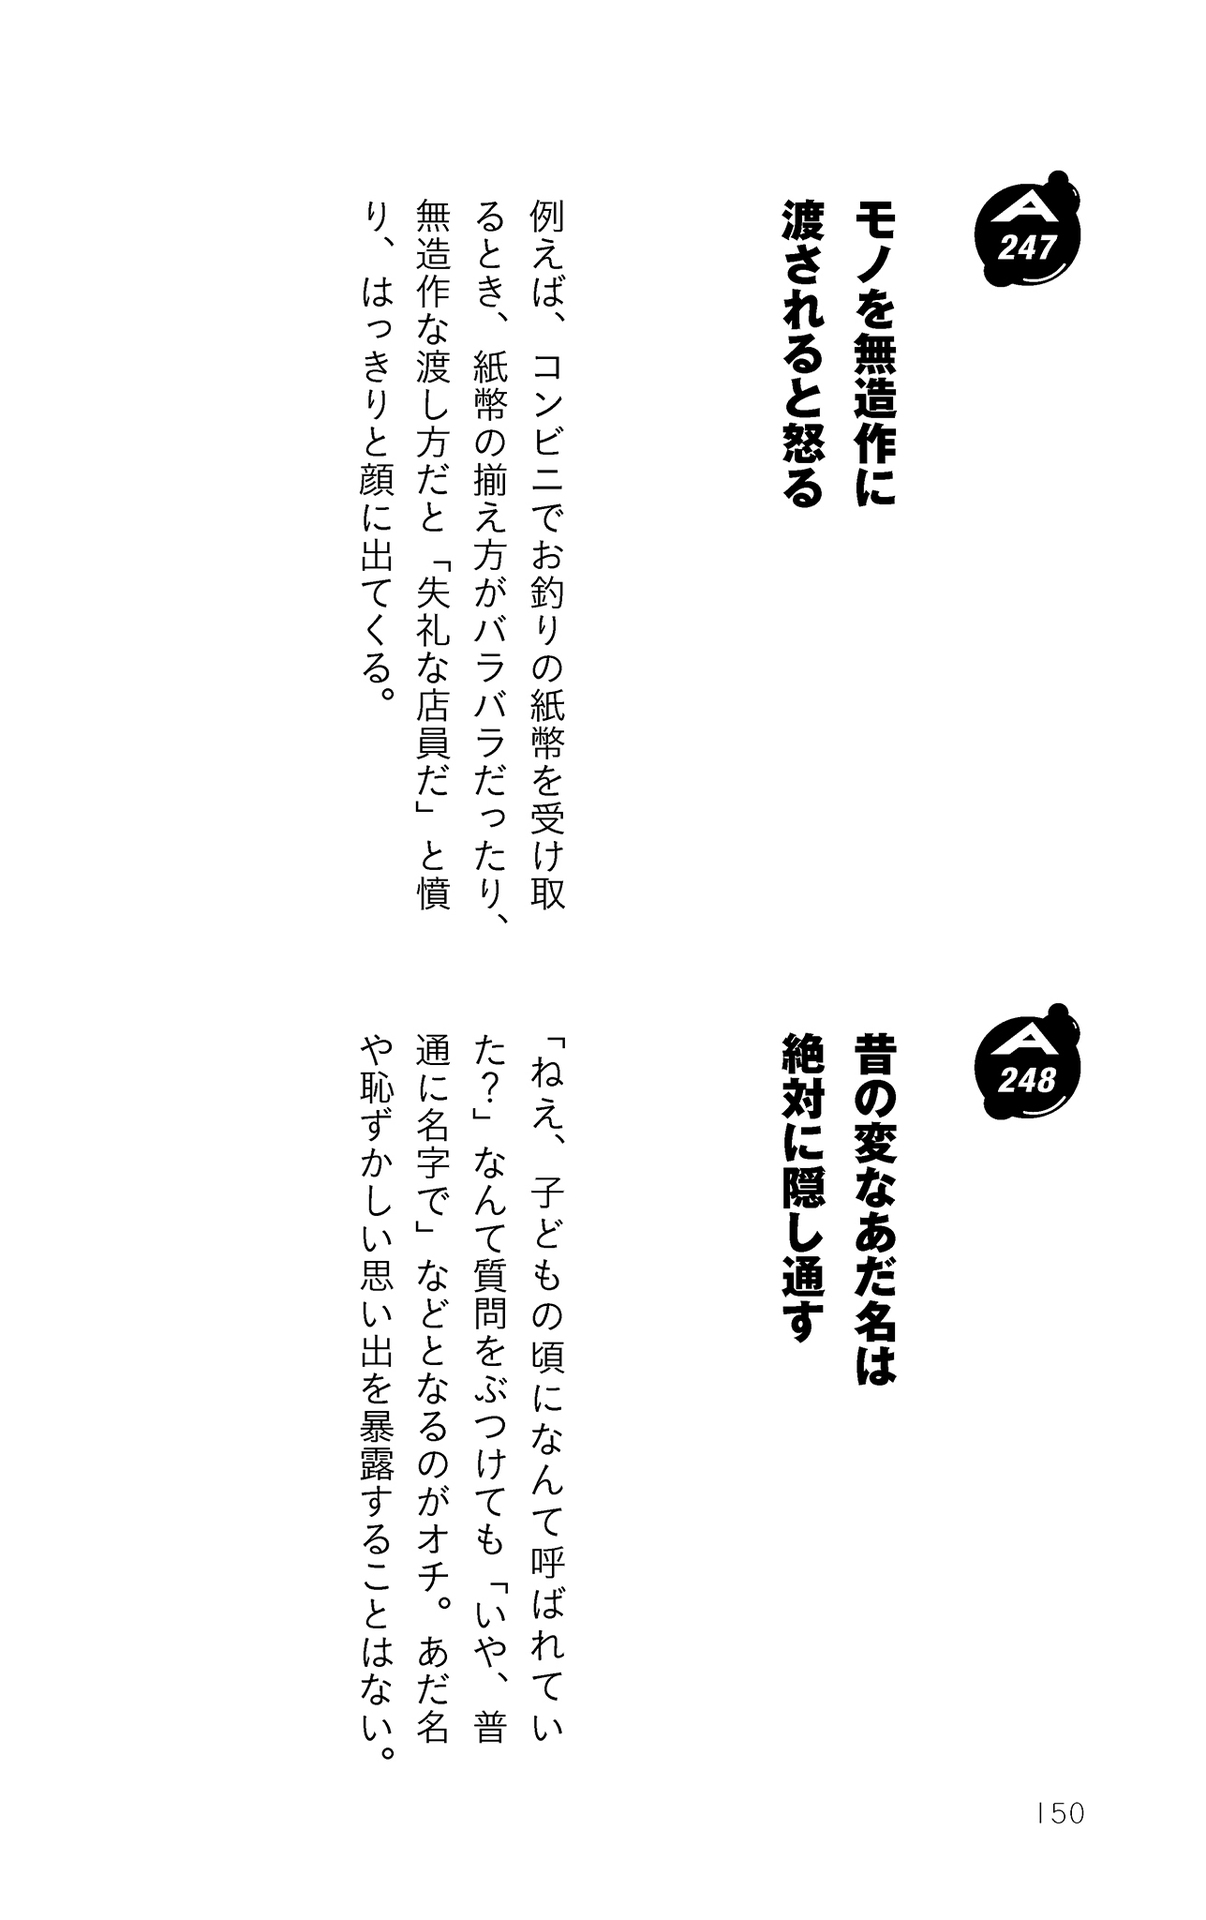 A
247
モノを無造作に
渡されると怒る
例えば、コンビニでお釣りの紙幣を受け取
るとき、紙幣の揃え方がバラバラだったり、
無造作な渡し方だと「失礼な店員だ」と憤
り、はっきりと顔に出てくる。
A
248
昔の変なあだ名は
絶対に隠し通す
「ねえ、子どもの頃になんて呼ばれてい
た？」なんて質問をぶつけても「いや、普
通に名字で」などとなるのがオチ。あだ名
や恥ずかしい思い出を暴露することはない。
150